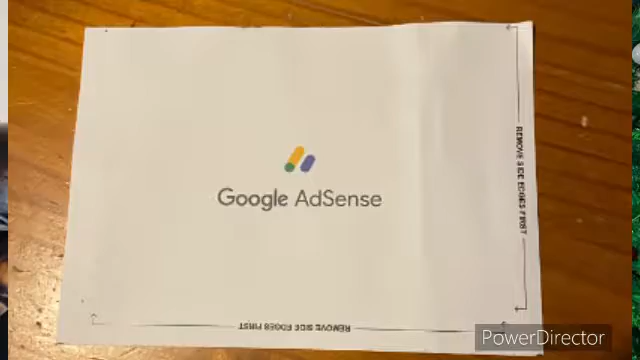 Google AdSense
REMOVE SIDE EDGES FIRST
REMOVE SIDE EDGES FIRST
PowerDirector